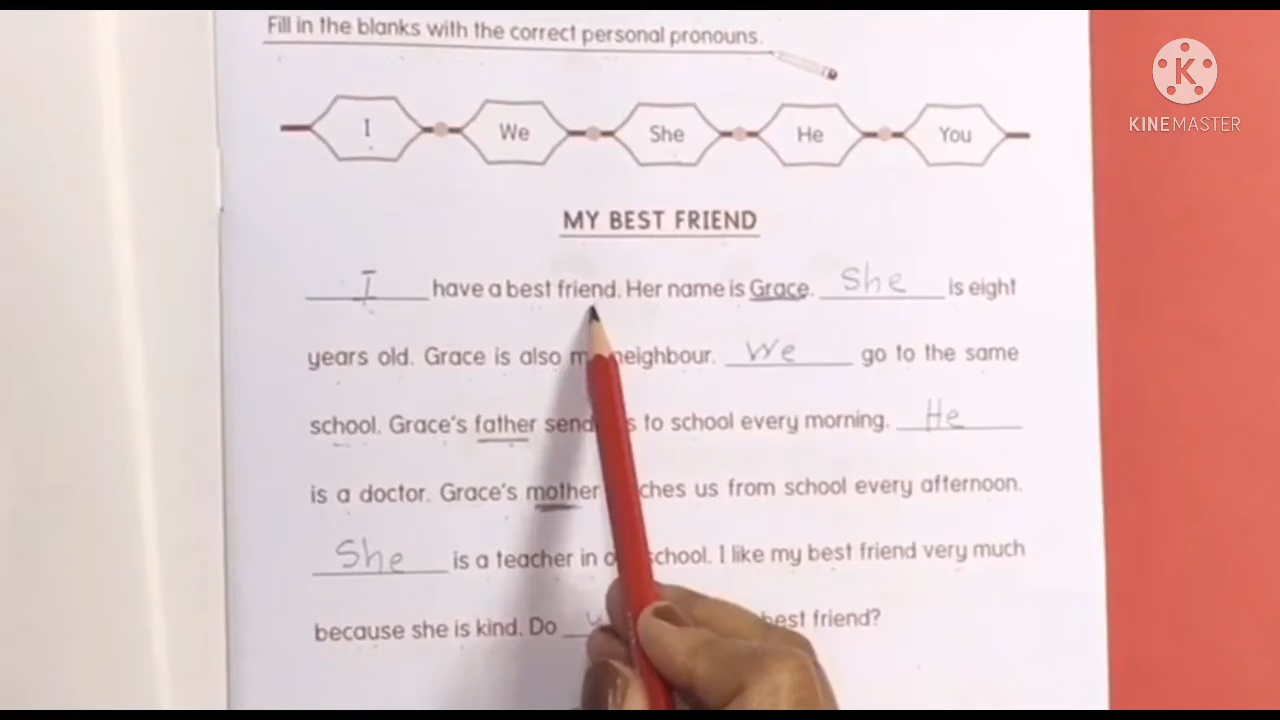 Fill in the blanks with the correct personal pronouns.
I We She He You
KINEMASTER
MY BEST FRIEND
I have a best friend. Her name is Grace. She is eight
years old. Grace is also neighbour. We go to the same
school. Grace's father to school every morning. He
is a doctor. Grace's mother us from school every afternoon.
She is a teacher in school. I like my best friend very much
because she is kind. Do best friend?